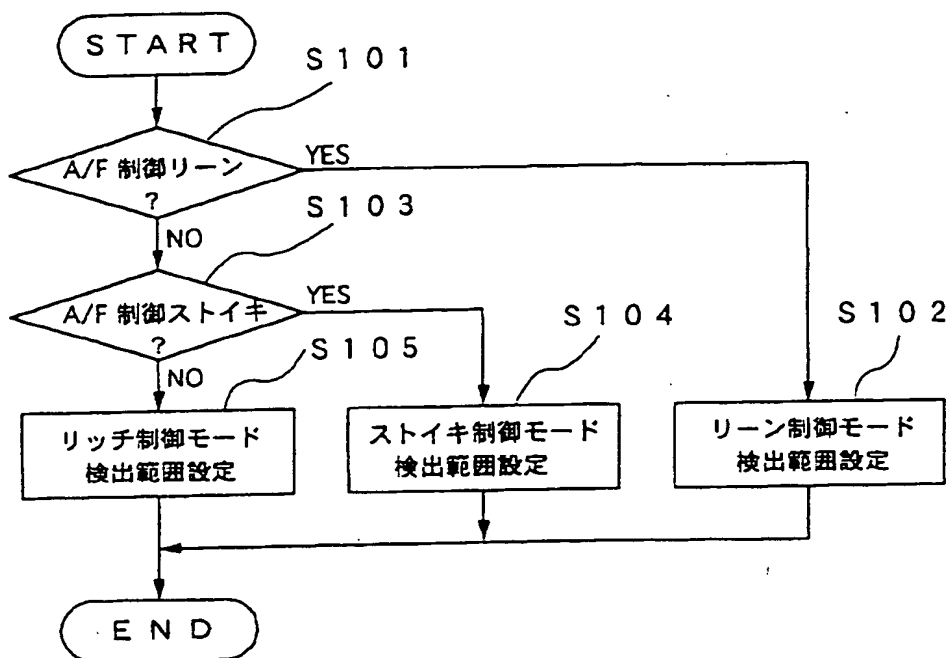 START
S101
A/F 制御リーン
?
YES
NO
S103
A/F 制御ストイキ
?
YES
NO
S105
S104
S102
リッチ制御モード
検出範囲設定
ストイキ制御モード
検出範囲設定
リーン制御モード
検出範囲設定
END